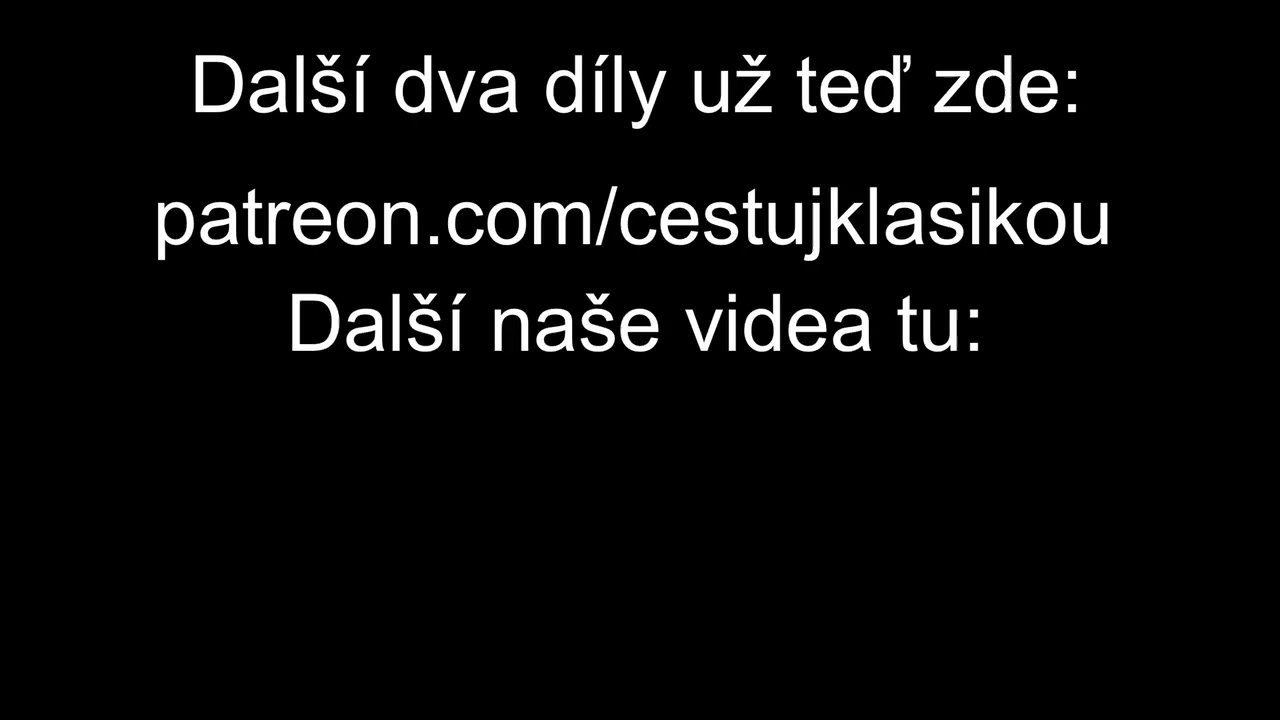 Další dva díly už teď zde:
patreon.com/cestujklasikou
Další naše videa tu: